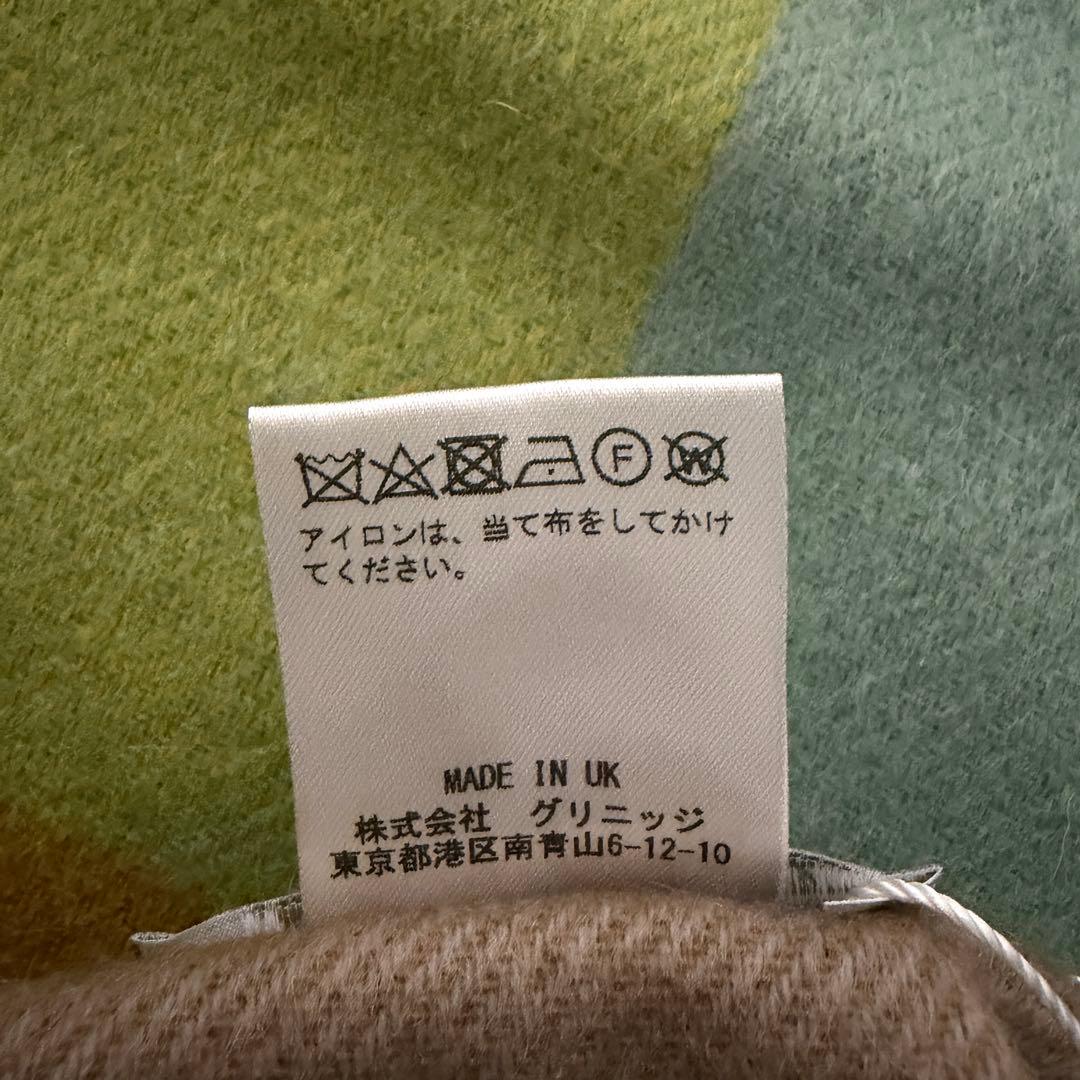 F W
アイロンは、当て布をしてかけ
てください。
MADE IN UK
株式会社 グリニッジ
東京都港区南青山6-12-10